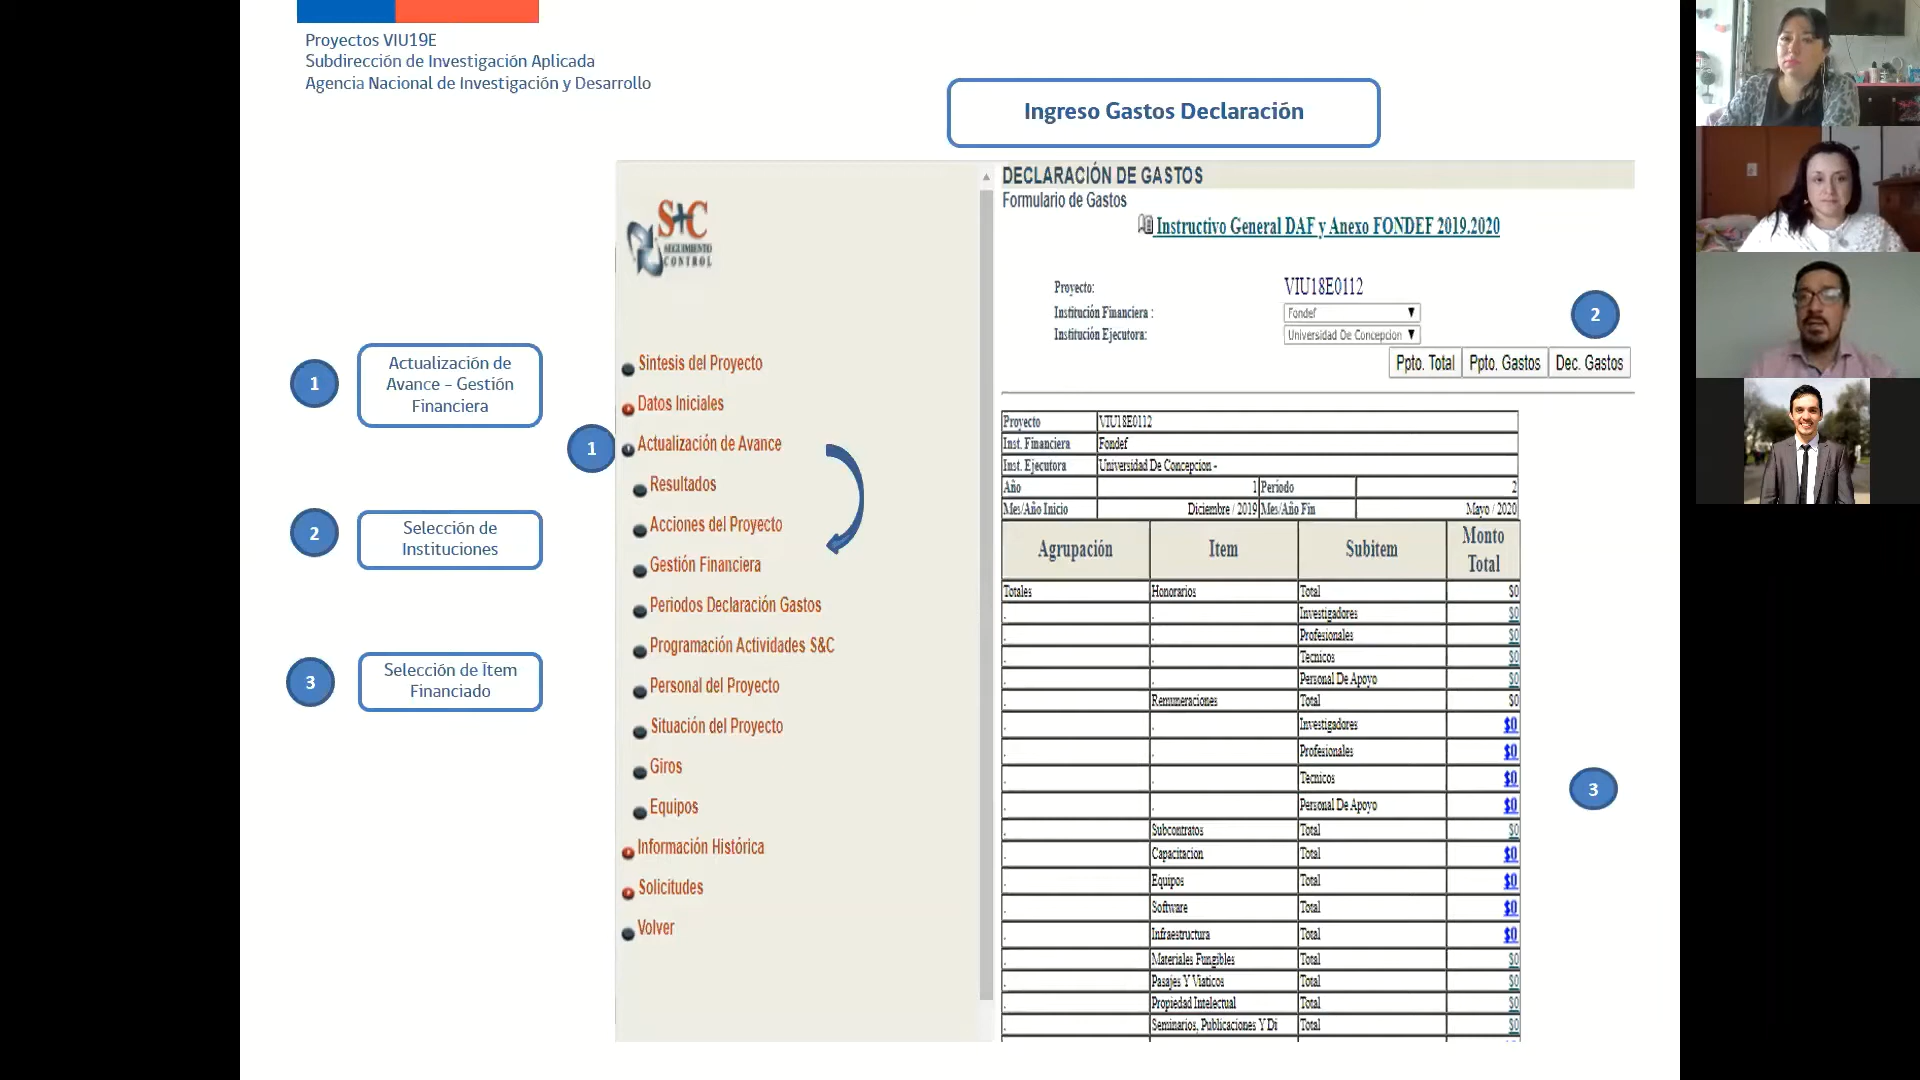 Proyectos VIU19E
Subdirección de Investigación Aplicada
Agencia Nacional de Investigación y Desarrollo
Ingreso Gastos Declaración
1
Actualización de
Avance – Gestión
Financiera
2
Selección de
Instituciones
3
Selección de Ítem
Financiado
S+C
SEGUIMIENTO
CONTROL
Sintesis del Proyecto
Datos Iniciales
1
Actualización de Avance
Resultados
Acciones del Proyecto
Gestión Financiera
Periodos Declaración Gastos
Programación Actividades S&C
Personal del Proyecto
Situación del Proyecto
Giros
Equipos
Información Histórica
Solicitudes
Volver
DECLARACIÓN DE GASTOS
Formulario de Gastos
Instructivo General DAF y Anexo FONDEF 2019.2020
Proyecto: VIU18E0112
Institución Financiera : Fondef
Institución Ejecutora: Universidad De Concepcion
2
Ppto. Total Ppto. Gastos Dec. Gastos
Proyecto VIU18E0112
Inst. Financiera Fondef
Inst. Ejecutora Universidad De Concepcion -
Año 1 Periodo 2
Mes/Año Inicio Diciembre / 2019 Mes/Año Fin Mayo / 2020
Agrupación Item Subitem Monto Total
Totales Honorarios Total $0
. . Investigadores $0
. . Profesionales $0
. . Tecnicos $0
. . Personal De Apoyo $0
. Remuneraciones Total $0
. . Investigadores $0
. . Profesionales $0
. . Tecnicos $0
. . Personal De Apoyo $0
. Subcontratos Total $0
. Capacitacion Total $0
. Equipos Total $0
. Software Total $0
. Infraestructura Total $0
. Materiales Fungibles Total $0
. Pasajes Y Viaticos Total $0
. Propiedad Intelectual Total $0
. Seminarios, Publicaciones Y Di Total $0
3